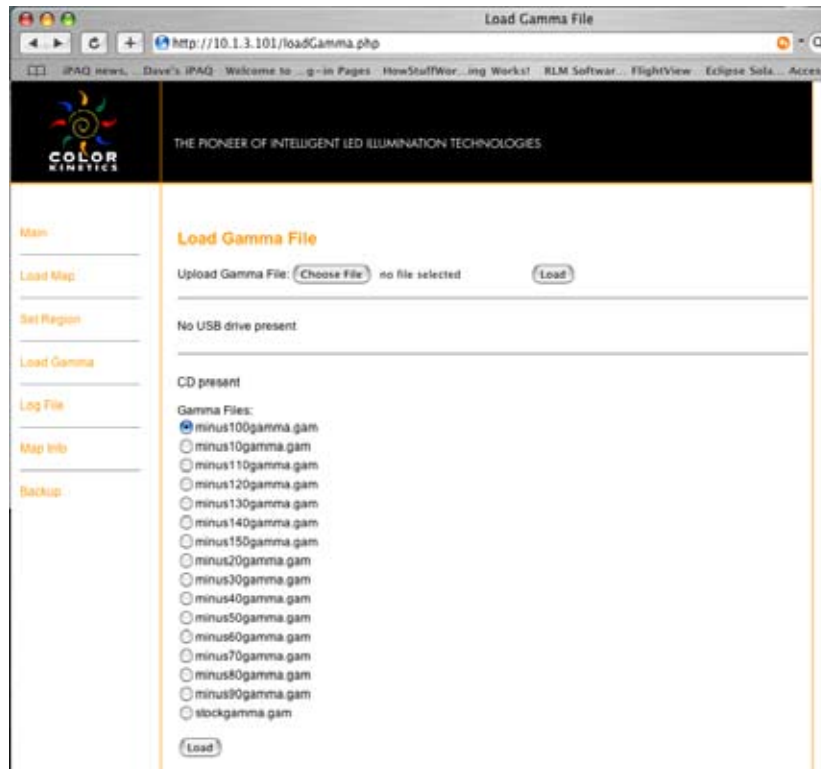 Load Gamma File
http://10.1.3.101/loadGamma.php
iPAQ news, Dave's iPAQ Welcome to ...g-in Pages HowStuffWor...ing Works! RLM Softwar... FlightView Eclipse Sola... Acces
COLOR
KINETICS
THE PIONEER OF INTELLIGENT LED ILLUMINATION TECHNOLOGIES
Main
Load Map
Set Region
Load Gamma
Log File
Map Info
Backup
Load Gamma File
Upload Gamma File: Choose File no file selected Load
No USB drive present
CD present
Gamma Files:
minus100gamma.gam
minus10gamma.gam
minus110gamma.gam
minus120gamma.gam
minus130gamma.gam
minus140gamma.gam
minus150gamma.gam
minus20gamma.gam
minus30gamma.gam
minus40gamma.gam
minus50gamma.gam
minus60gamma.gam
minus70gamma.gam
minus80gamma.gam
minus90gamma.gam
stockgamma.gam
Load